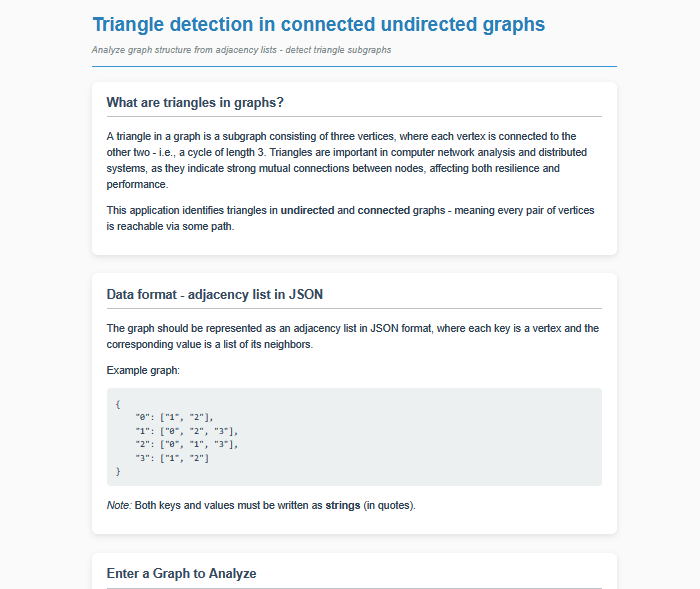 Triangle detection in connected undirected graphs
Analyze graph structure from adjacency lists - detect triangle subgraphs
What are triangles in graphs?
A triangle in a graph is a subgraph consisting of three vertices, where each vertex is connected to the
other two - i.e., a cycle of length 3. Triangles are important in computer network analysis and distributed
systems, as they indicate strong mutual connections between nodes, affecting both resilience and
performance.
This application identifies triangles in undirected and connected graphs - meaning every pair of vertices
is reachable via some path.
Data format - adjacency list in JSON
The graph should be represented as an adjacency list in JSON format, where each key is a vertex and the
corresponding value is a list of its neighbors.
Example graph:
{
    "0": ["1", "2"],
    "1": ["0", "2", "3"],
    "2": ["0", "1", "3"],
    "3": ["1", "2"]
}
Note: Both keys and values must be written as strings (in quotes).
Enter a Graph to Analyze